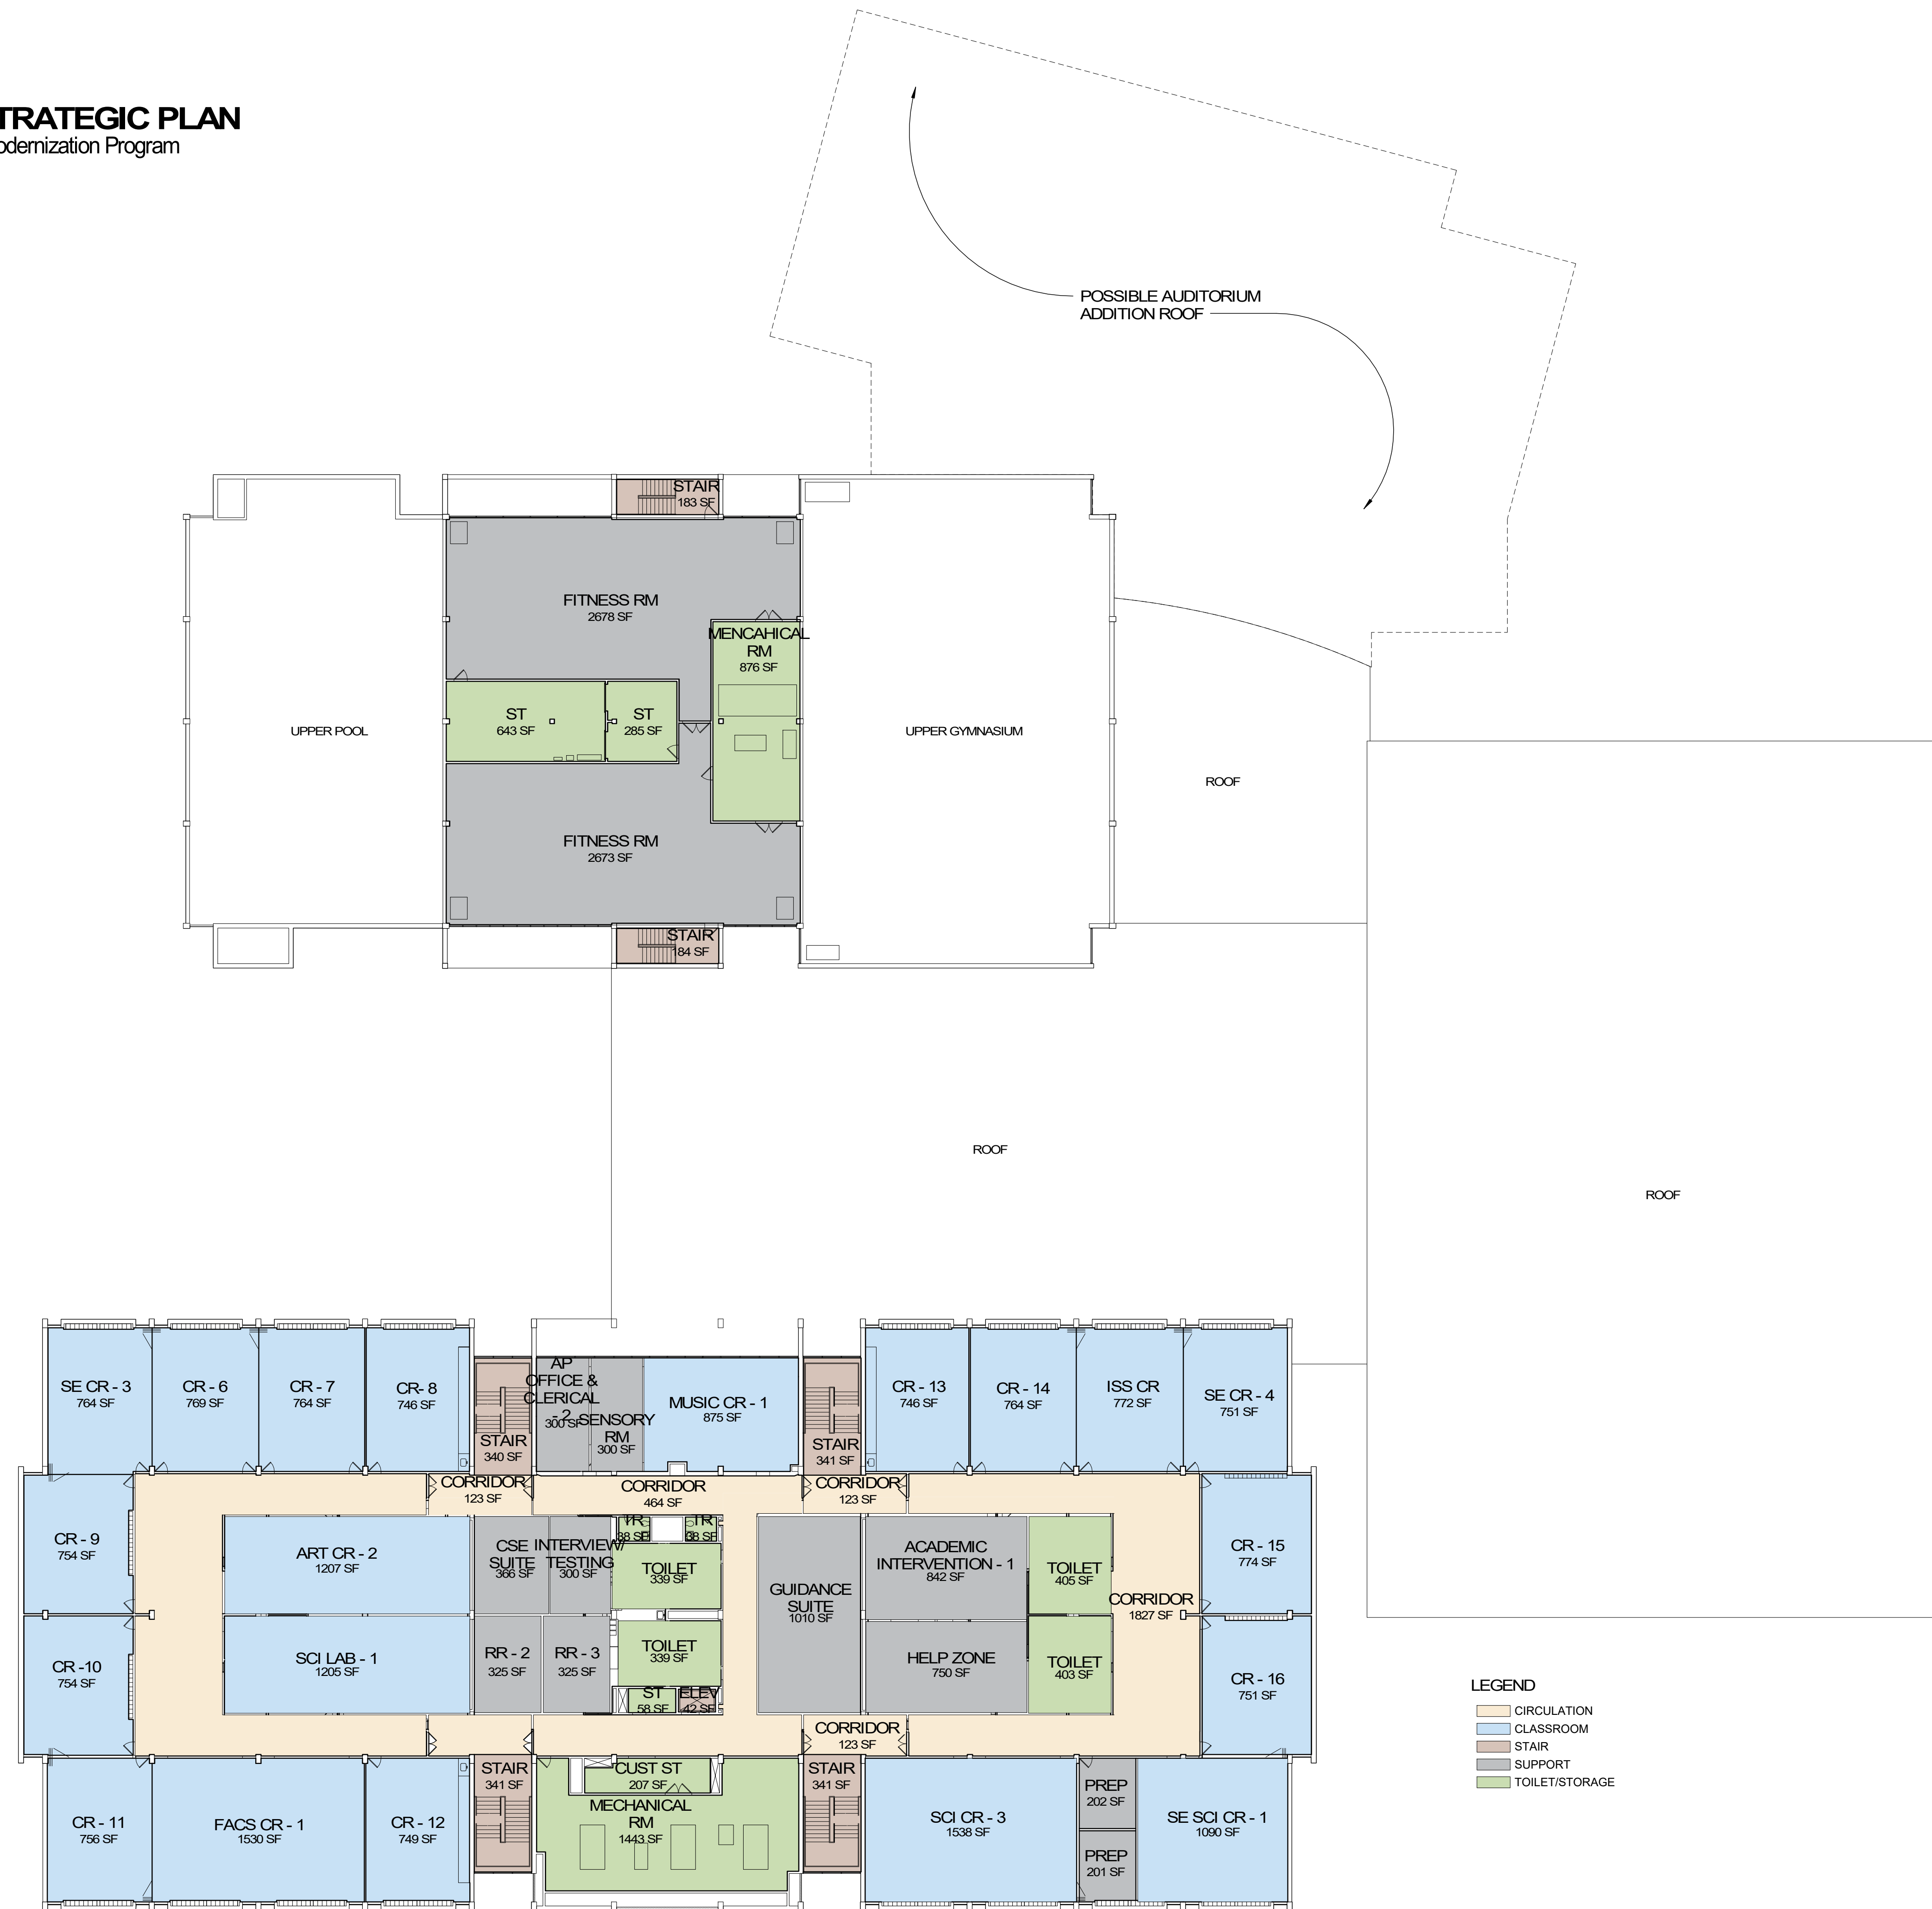 TRATEGIC PLAN
odernization Program
POSSIBLE AUDITORIUM
ADDITION ROOF
STAIR
183 SF
FITNESS RM
2678 SF
MENCAHICAL
RM
876 SF
ST
643 SF
ST
285 SF
UPPER POOL
UPPER GYMNASIUM
ROOF
FITNESS RM
2673 SF
STAIR
184 SF
ROOF
ROOF
SE CR - 3
764 SF
CR - 6
769 SF
CR - 7
764 SF
CR- 8
746 SF
STAIR
340 SF
AP
OFFICE &
CLERICAL
- 2
300 SF
SENSORY
RM
300 SF
MUSIC CR - 1
875 SF
STAIR
341 SF
CR - 13
746 SF
CR - 14
764 SF
ISS CR
772 SF
SE CR - 4
751 SF
CORRIDOR
123 SF
CORRIDOR
464 SF
CORRIDOR
123 SF
CR - 9
754 SF
ART CR - 2
1207 SF
CSE
SUITE
366 SF
INTERVIEW/
TESTING
300 SF
TR
38 SF
TR
38 SF
TOILET
339 SF
GUIDANCE
SUITE
1010 SF
ACADEMIC
INTERVENTION - 1
842 SF
TOILET
405 SF
CORRIDOR
1827 SF
CR - 15
774 SF
CR -10
754 SF
SCI LAB - 1
1205 SF
RR - 2
325 SF
RR - 3
325 SF
TOILET
339 SF
ST
58 SF
ELEV
42 SF
HELP ZONE
750 SF
TOILET
403 SF
CR - 16
751 SF
CORRIDOR
123 SF
CR - 11
756 SF
FACS CR - 1
1530 SF
CR - 12
749 SF
STAIR
341 SF
CUST ST
207 SF
MECHANICAL
RM
1443 SF
STAIR
341 SF
SCI CR - 3
1538 SF
PREP
202 SF
PREP
201 SF
SE SCI CR - 1
1090 SF
LEGEND
CIRCULATION
CLASSROOM
STAIR
SUPPORT
TOILET/STORAGE